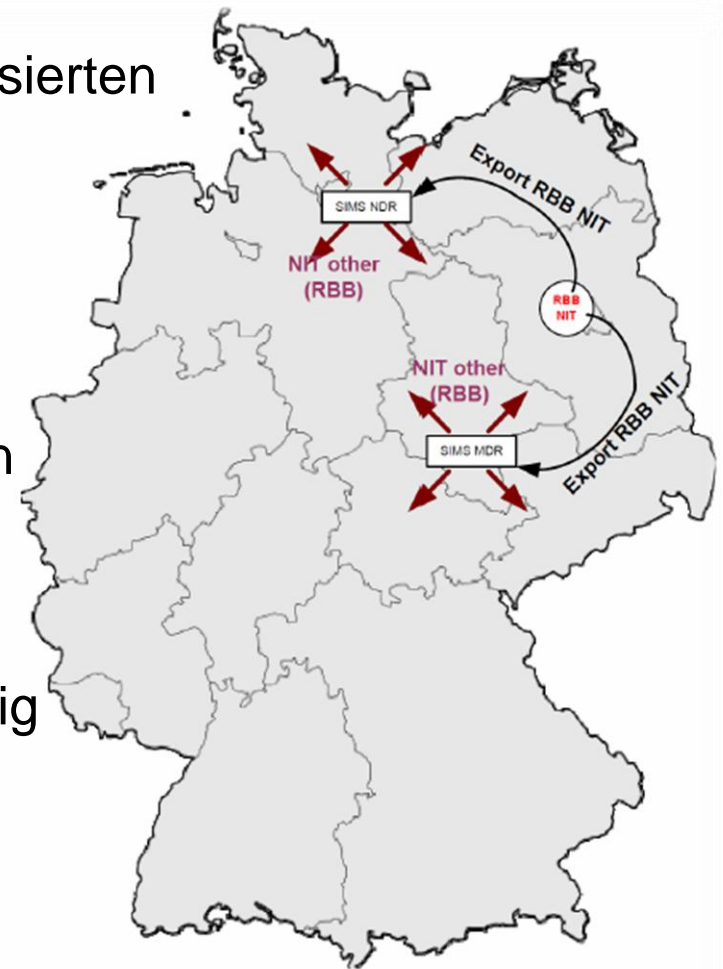 sierten
Export RBB NIT
SIMS NDR
NIT other
(RBB)
RBB
NIT
NIT other
(RBB)
Export RBB NIT
n
SIMS MDR
ig